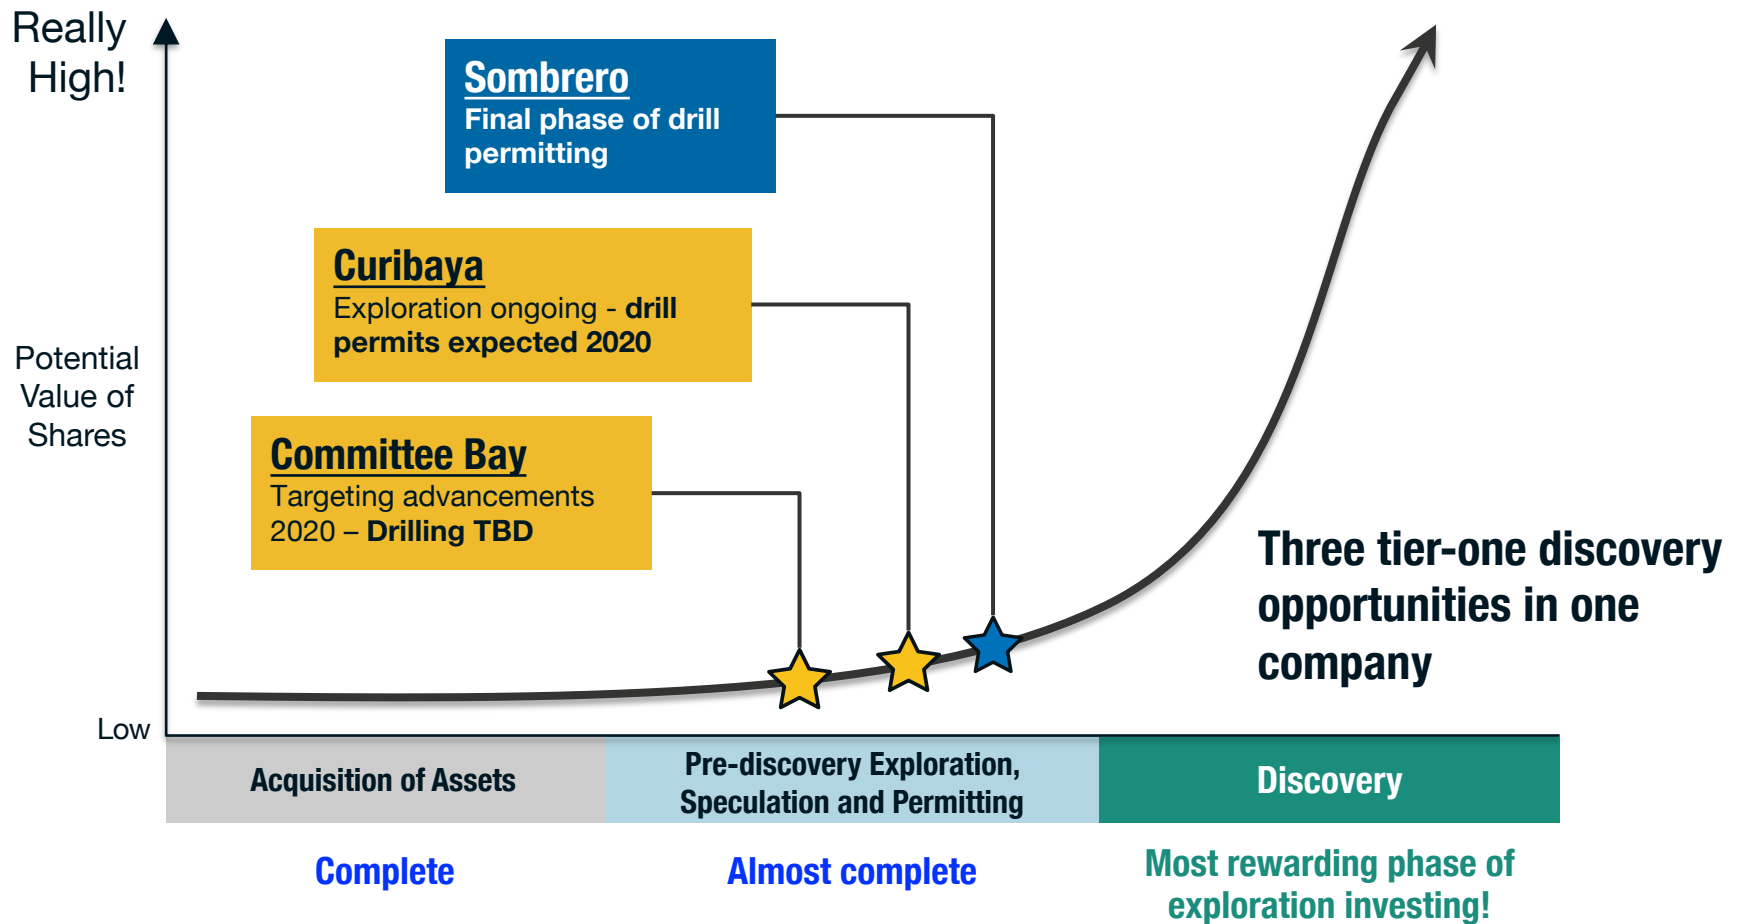 Really
High!
Sombrero
Final phase of drill
permitting
Curibaya
Exploration ongoing - drill
permits expected 2020
Potential
Value of
Shares
Committee Bay
Targeting advancements
2020 – Drilling TBD
Three tier-one discovery
opportunities in one
company
Low
Acquisition of Assets
Pre-discovery Exploration,
Speculation and Permitting
Discovery
Complete
Almost complete
Most rewarding phase of
exploration investing!